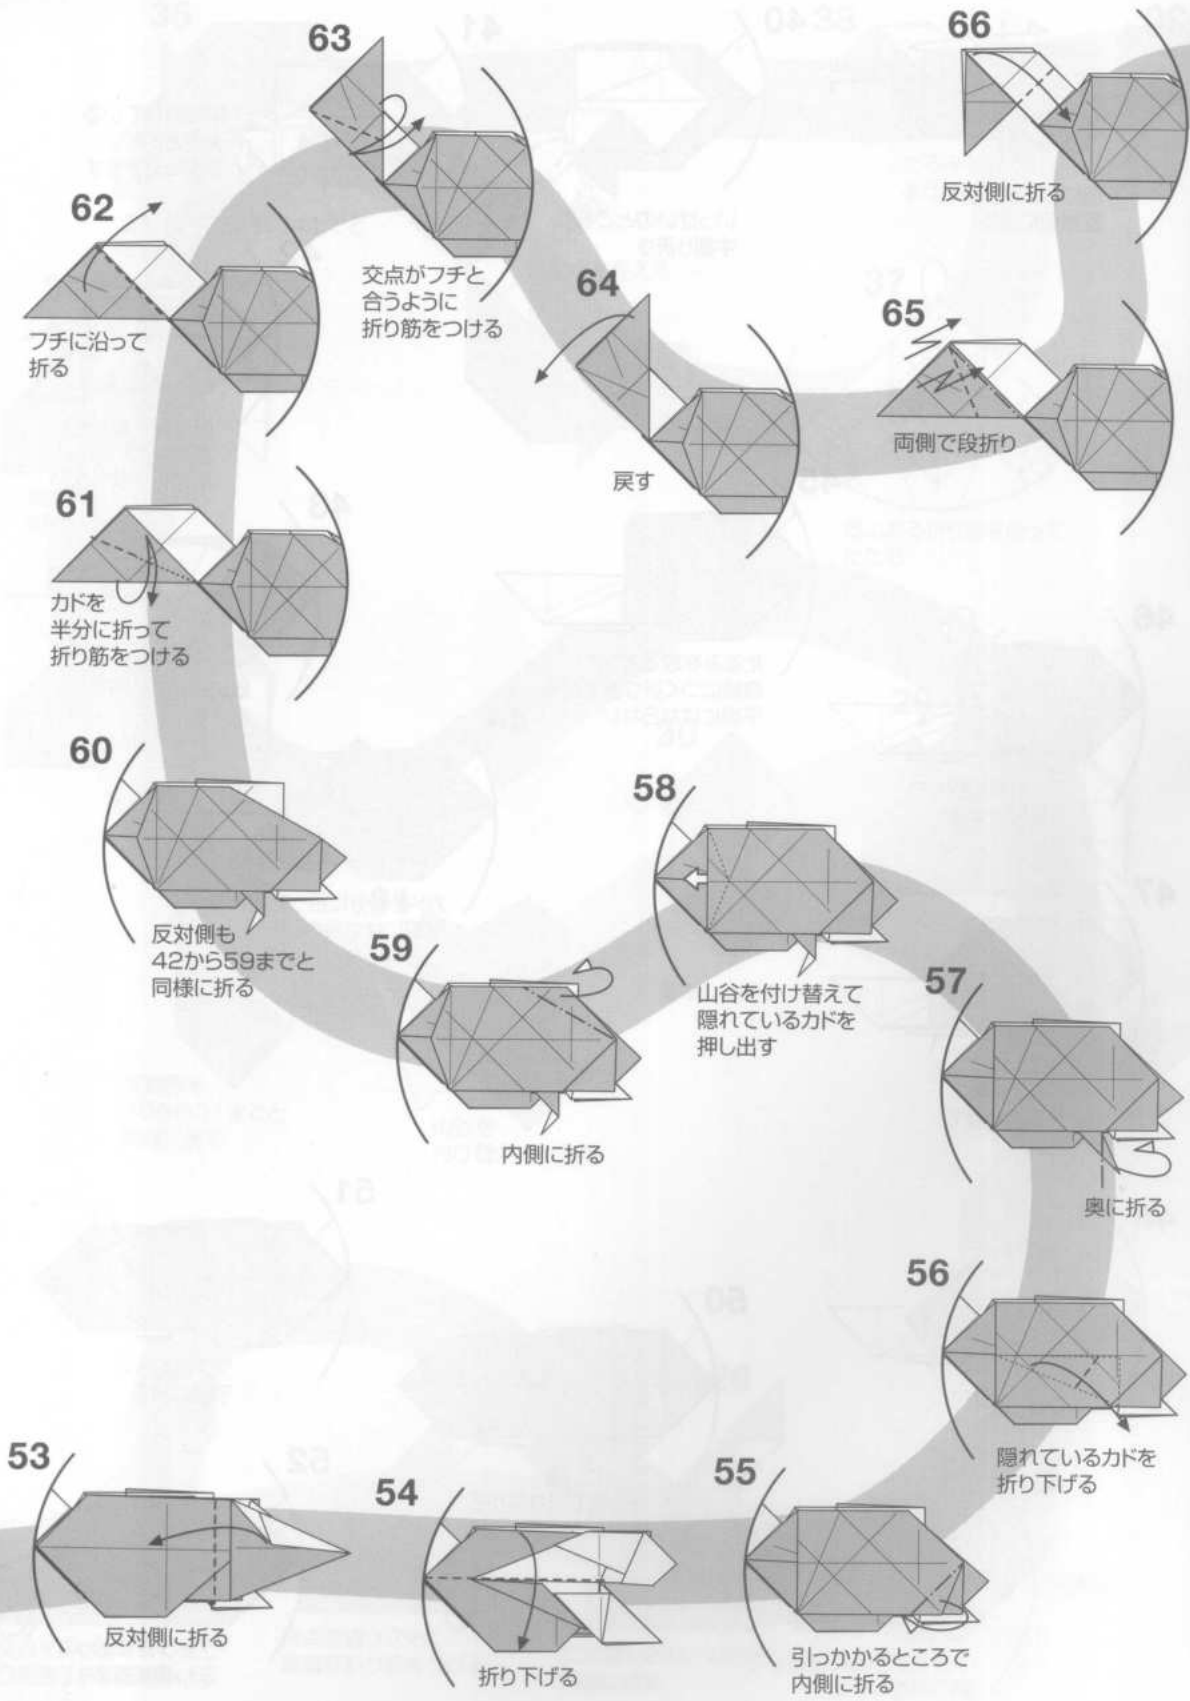 53
反対側に折る
54
折り下げる
55
引っかかるところで
内側に折る
56
隠れているカドを
折り下げる
57
奥に折る
58
山谷を付け替えて
隠れているカドを
押し出す
59
内側に折る
60
反対側も
42から59までと
同様に折る
61
カドを
半分に折って
折り筋をつける
62
フチに沿って
折る
63
交点がフチと
合うように
折り筋をつける
64
戻す
65
両側で段折り
66
反対側に折る